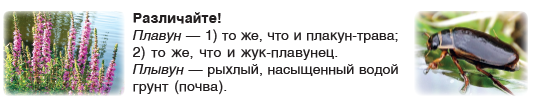 Различайте!
Плавун — 1) то же, что и плакун-трава;
2) то же, что и жук-плавунец.
Плывун — рыхлый, насыщенный водой
грунт (почва).